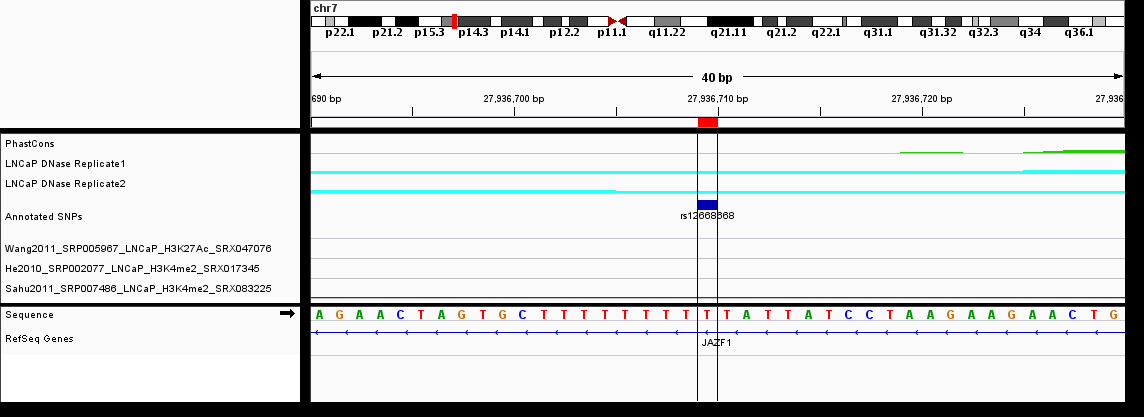 chr7
p22.1 p21.2 p15.3 p14.3 p14.1 p12.2 p11.1 q11.22 q21.11 q21.2 q22.1 q31.1 q31.32 q32.3 q34 q36.1
40 bp
690 bp 27,936,700 bp 27,936,710 bp 27,936,720 bp 27,936
PhastCons
LNCaP DNase Replicate1
LNCaP DNase Replicate2
Annotated SNPs
rs12668668
Wang2011_SRP005967_LNCaP_H3K27Ac_SRX047076
He2010_SRP002077_LNCaP_H3K4me2_SRX017345
Sahu2011_SRP007486_LNCaP_H3K4me2_SRX083225
Sequence A G A A C T A G T G C T T T T T T T T T T A T T A T C C T A A G A A G A A C T G
RefSeq Genes
JAZF1